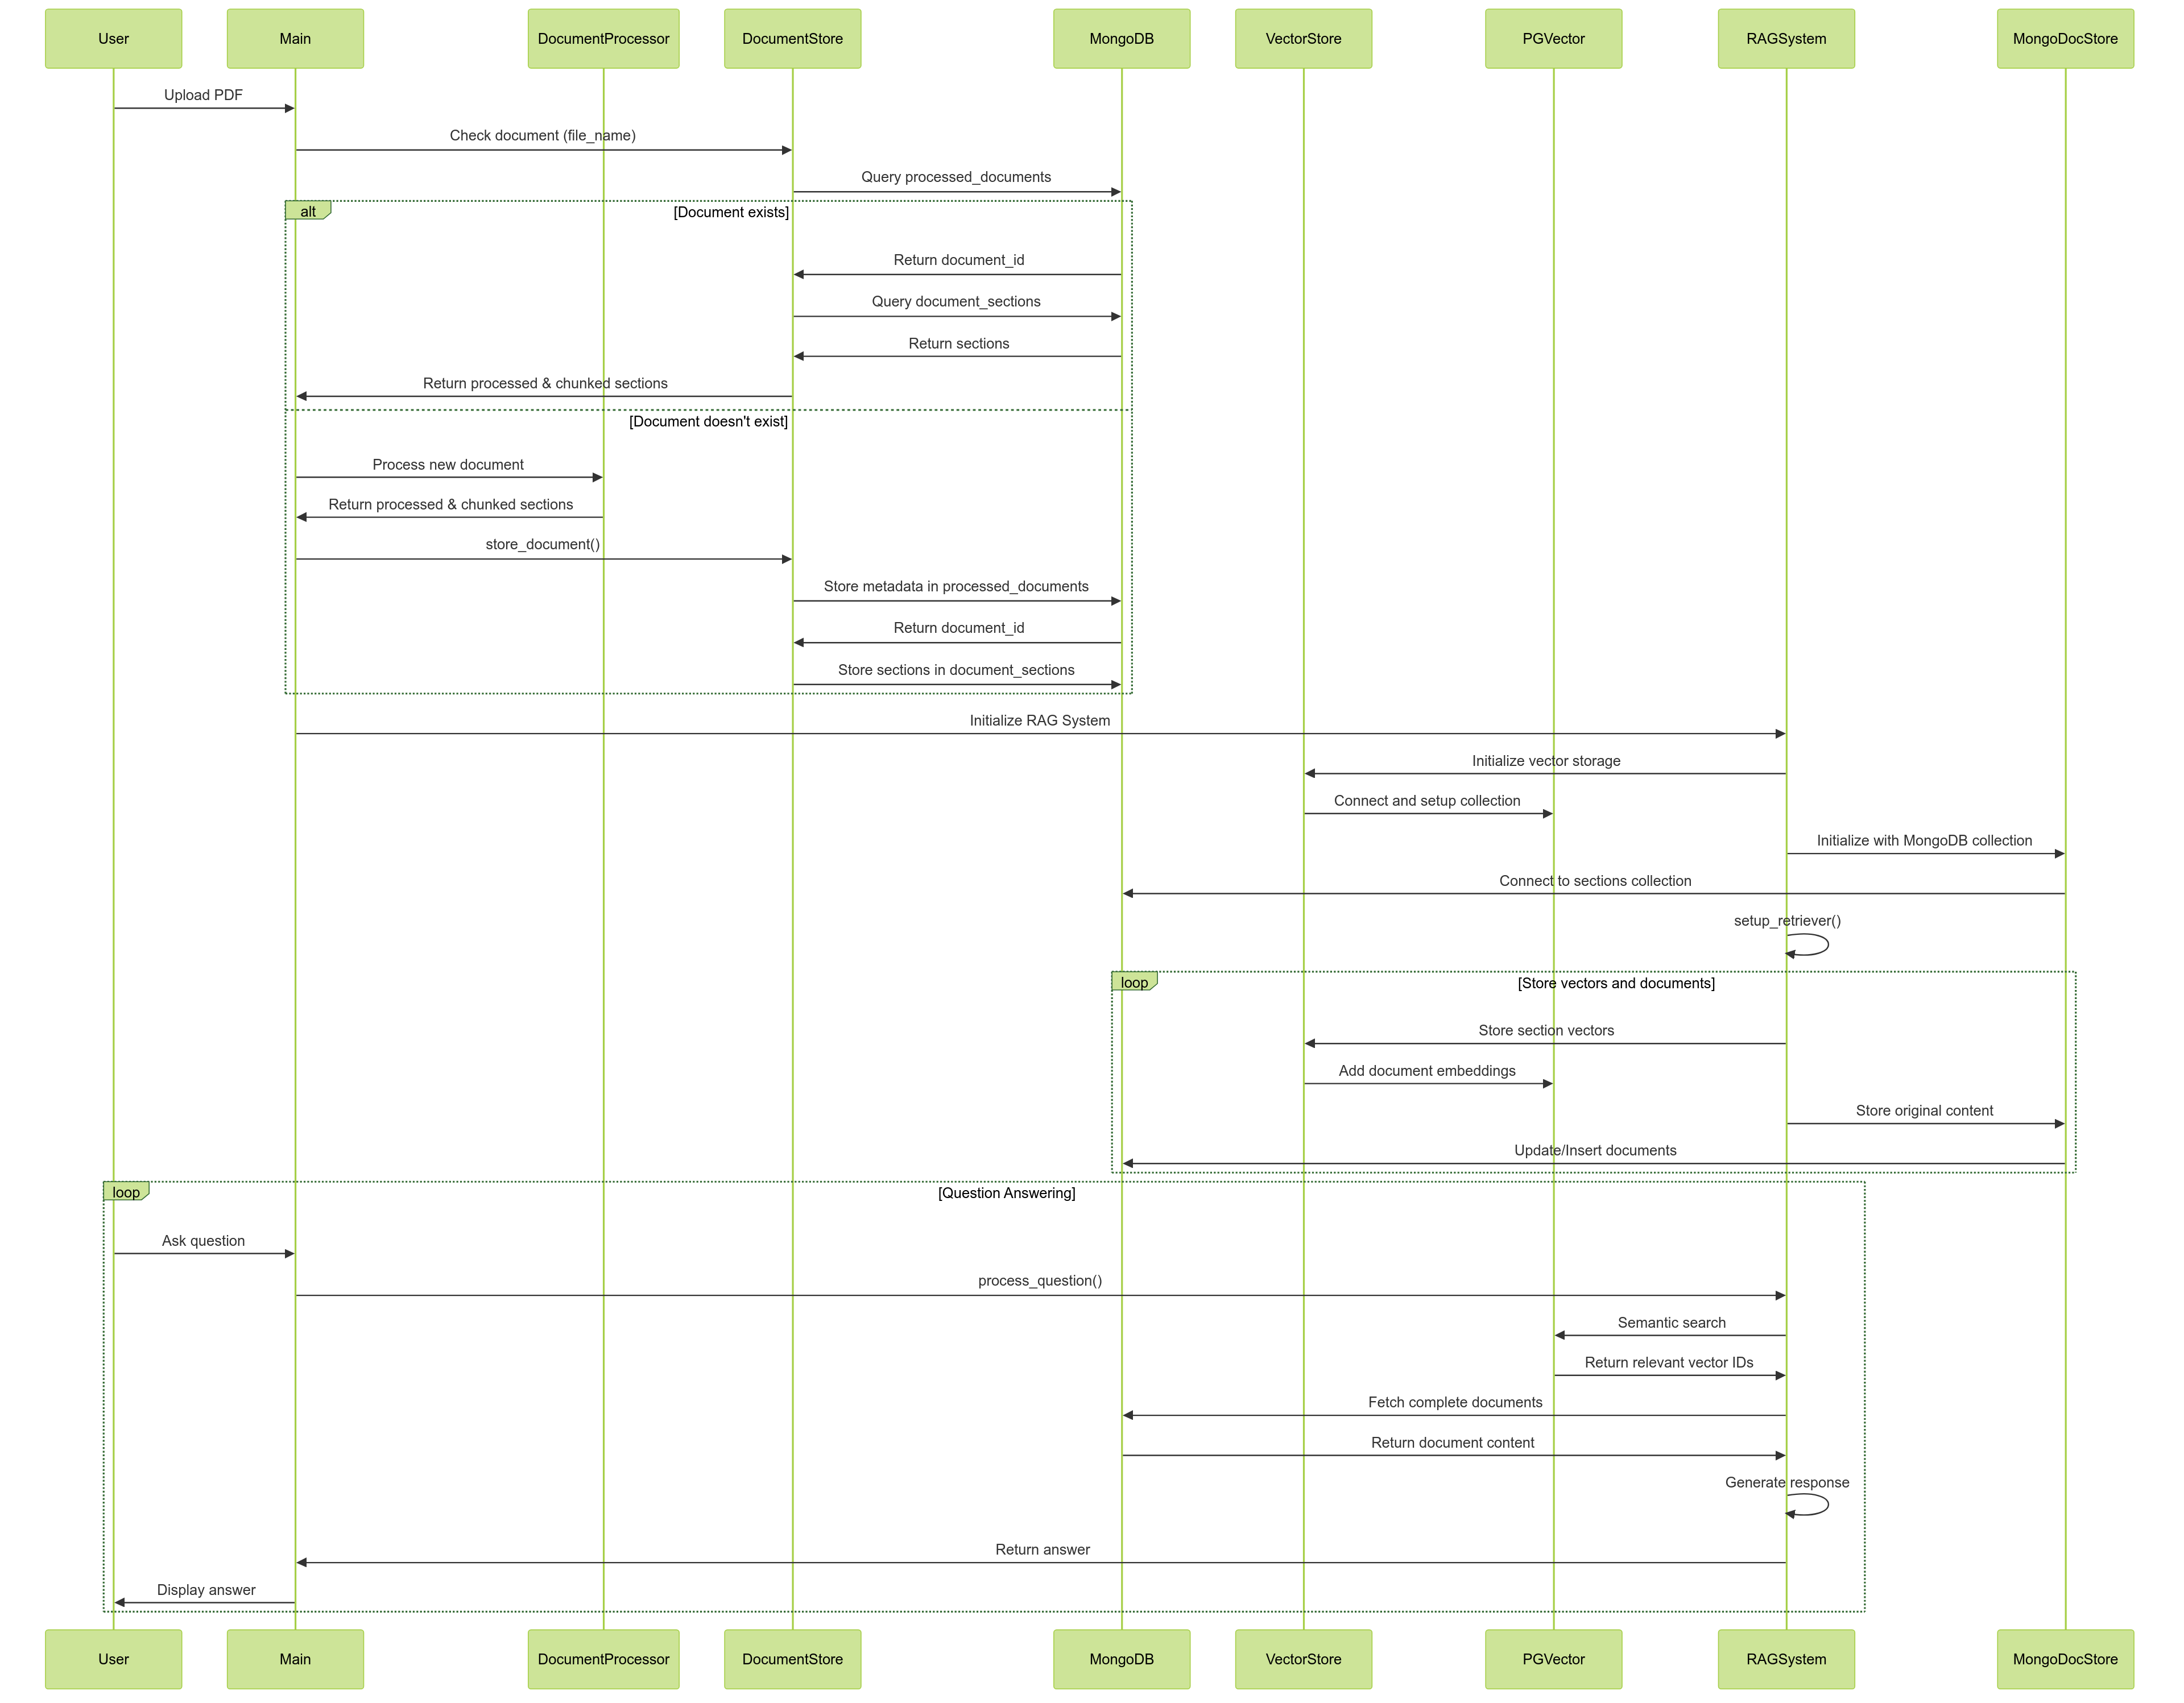 User
Main
DocumentProcessor
DocumentStore
MongoDB
VectorStore
PGVector
RAGSystem
MongoDocStore
Upload PDF
Check document (file_name)
Query processed_documents
alt
[Document exists]
Return document_id
Query document_sections
Return sections
Return processed & chunked sections
[Document doesn't exist]
Process new document
Return processed & chunked sections
store_document()
Store metadata in processed_documents
Return document_id
Store sections in document_sections
Initialize RAG System
Initialize vector storage
Connect and setup collection
Initialize with MongoDB collection
Connect to sections collection
setup_retriever()
loop
[Store vectors and documents]
Store section vectors
Add document embeddings
Store original content
Update/Insert documents
loop
[Question Answering]
Ask question
process_question()
Semantic search
Return relevant vector IDs
Fetch complete documents
Return document content
Generate response
Return answer
Display answer
User
Main
DocumentProcessor
DocumentStore
MongoDB
VectorStore
PGVector
RAGSystem
MongoDocStore